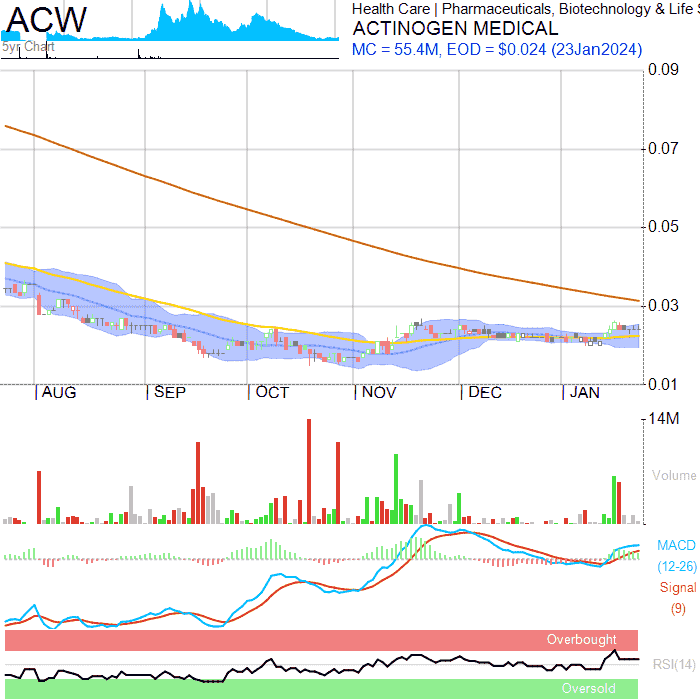 ACW
5yr Chart
Health Care | Pharmaceuticals, Biotechnology & Life S
ACTINOGEN MEDICAL
MC = 55.4M, EOD = $0.024 (23Jan2024)
0.09
0.07
0.05
0.03
0.01
AUG SEP OCT NOV DEC JAN
14M
Volume
MACD
(12-26)
Signal
(9)
Overbought
RSI(14)
Oversold